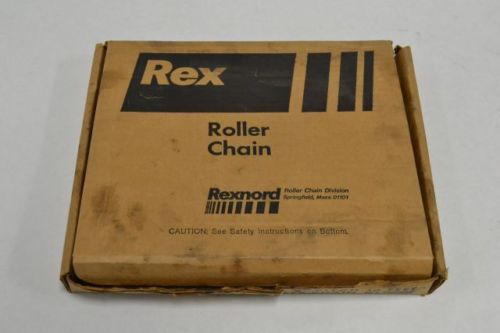 Rex
Roller
Chain
Rexnord
Roller Chain Division
Springfield, Mass 01101
CAUTION: See Safety Instructions on Bottom.